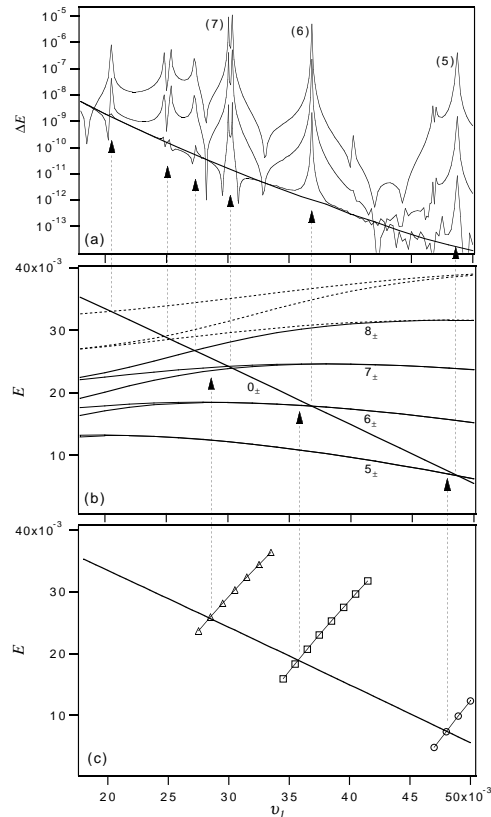 10⁻⁵
10⁻⁶
10⁻⁷
10⁻⁸
10⁻⁹
10⁻¹⁰
10⁻¹¹
10⁻¹²
10⁻¹³
ΔE
(7)
(6)
(5)
(a)
40x10⁻³
30
20
10
E
8±
7±
0±
6±
5±
(b)
40x10⁻³
30
20
10
E
(c)
20 25 30 35 40 45 50x10⁻³
υ_I